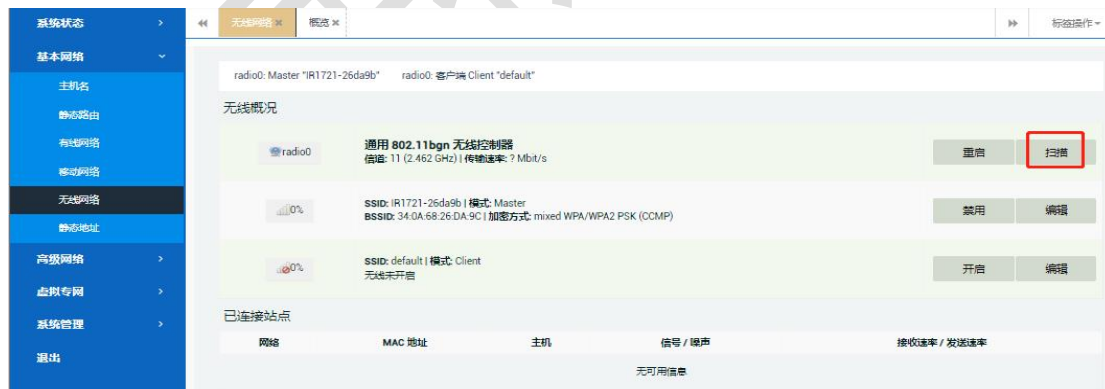 系统状态
无线网络 ×
概览 ×
标签操作
基本网络
主机名
静态路由
有线网络
移动网络
无线网络
静态地址
高级网络
虚拟专网
系统管理
退出
radio0: Master "IR1721-26da9b" radio0: 客户端 Client "default"
无线概况
radio0
通用 802.11bgn 无线控制器
信道: 11 (2.462 GHz) | 传输速率: ? Mbit/s
重启
扫描
0%
SSID: IR1721-26da9b | 模式: Master
BSSID: 34:0A:68:26:DA:9C | 加密方式: mixed WPA/WPA2 PSK (CCMP)
禁用
编辑
0%
SSID: default | 模式: Client
无线未开启
开启
编辑
已连接站点
网络 MAC 地址 主机 信号 / 噪声 接收速率 / 发送速率
无可用信息